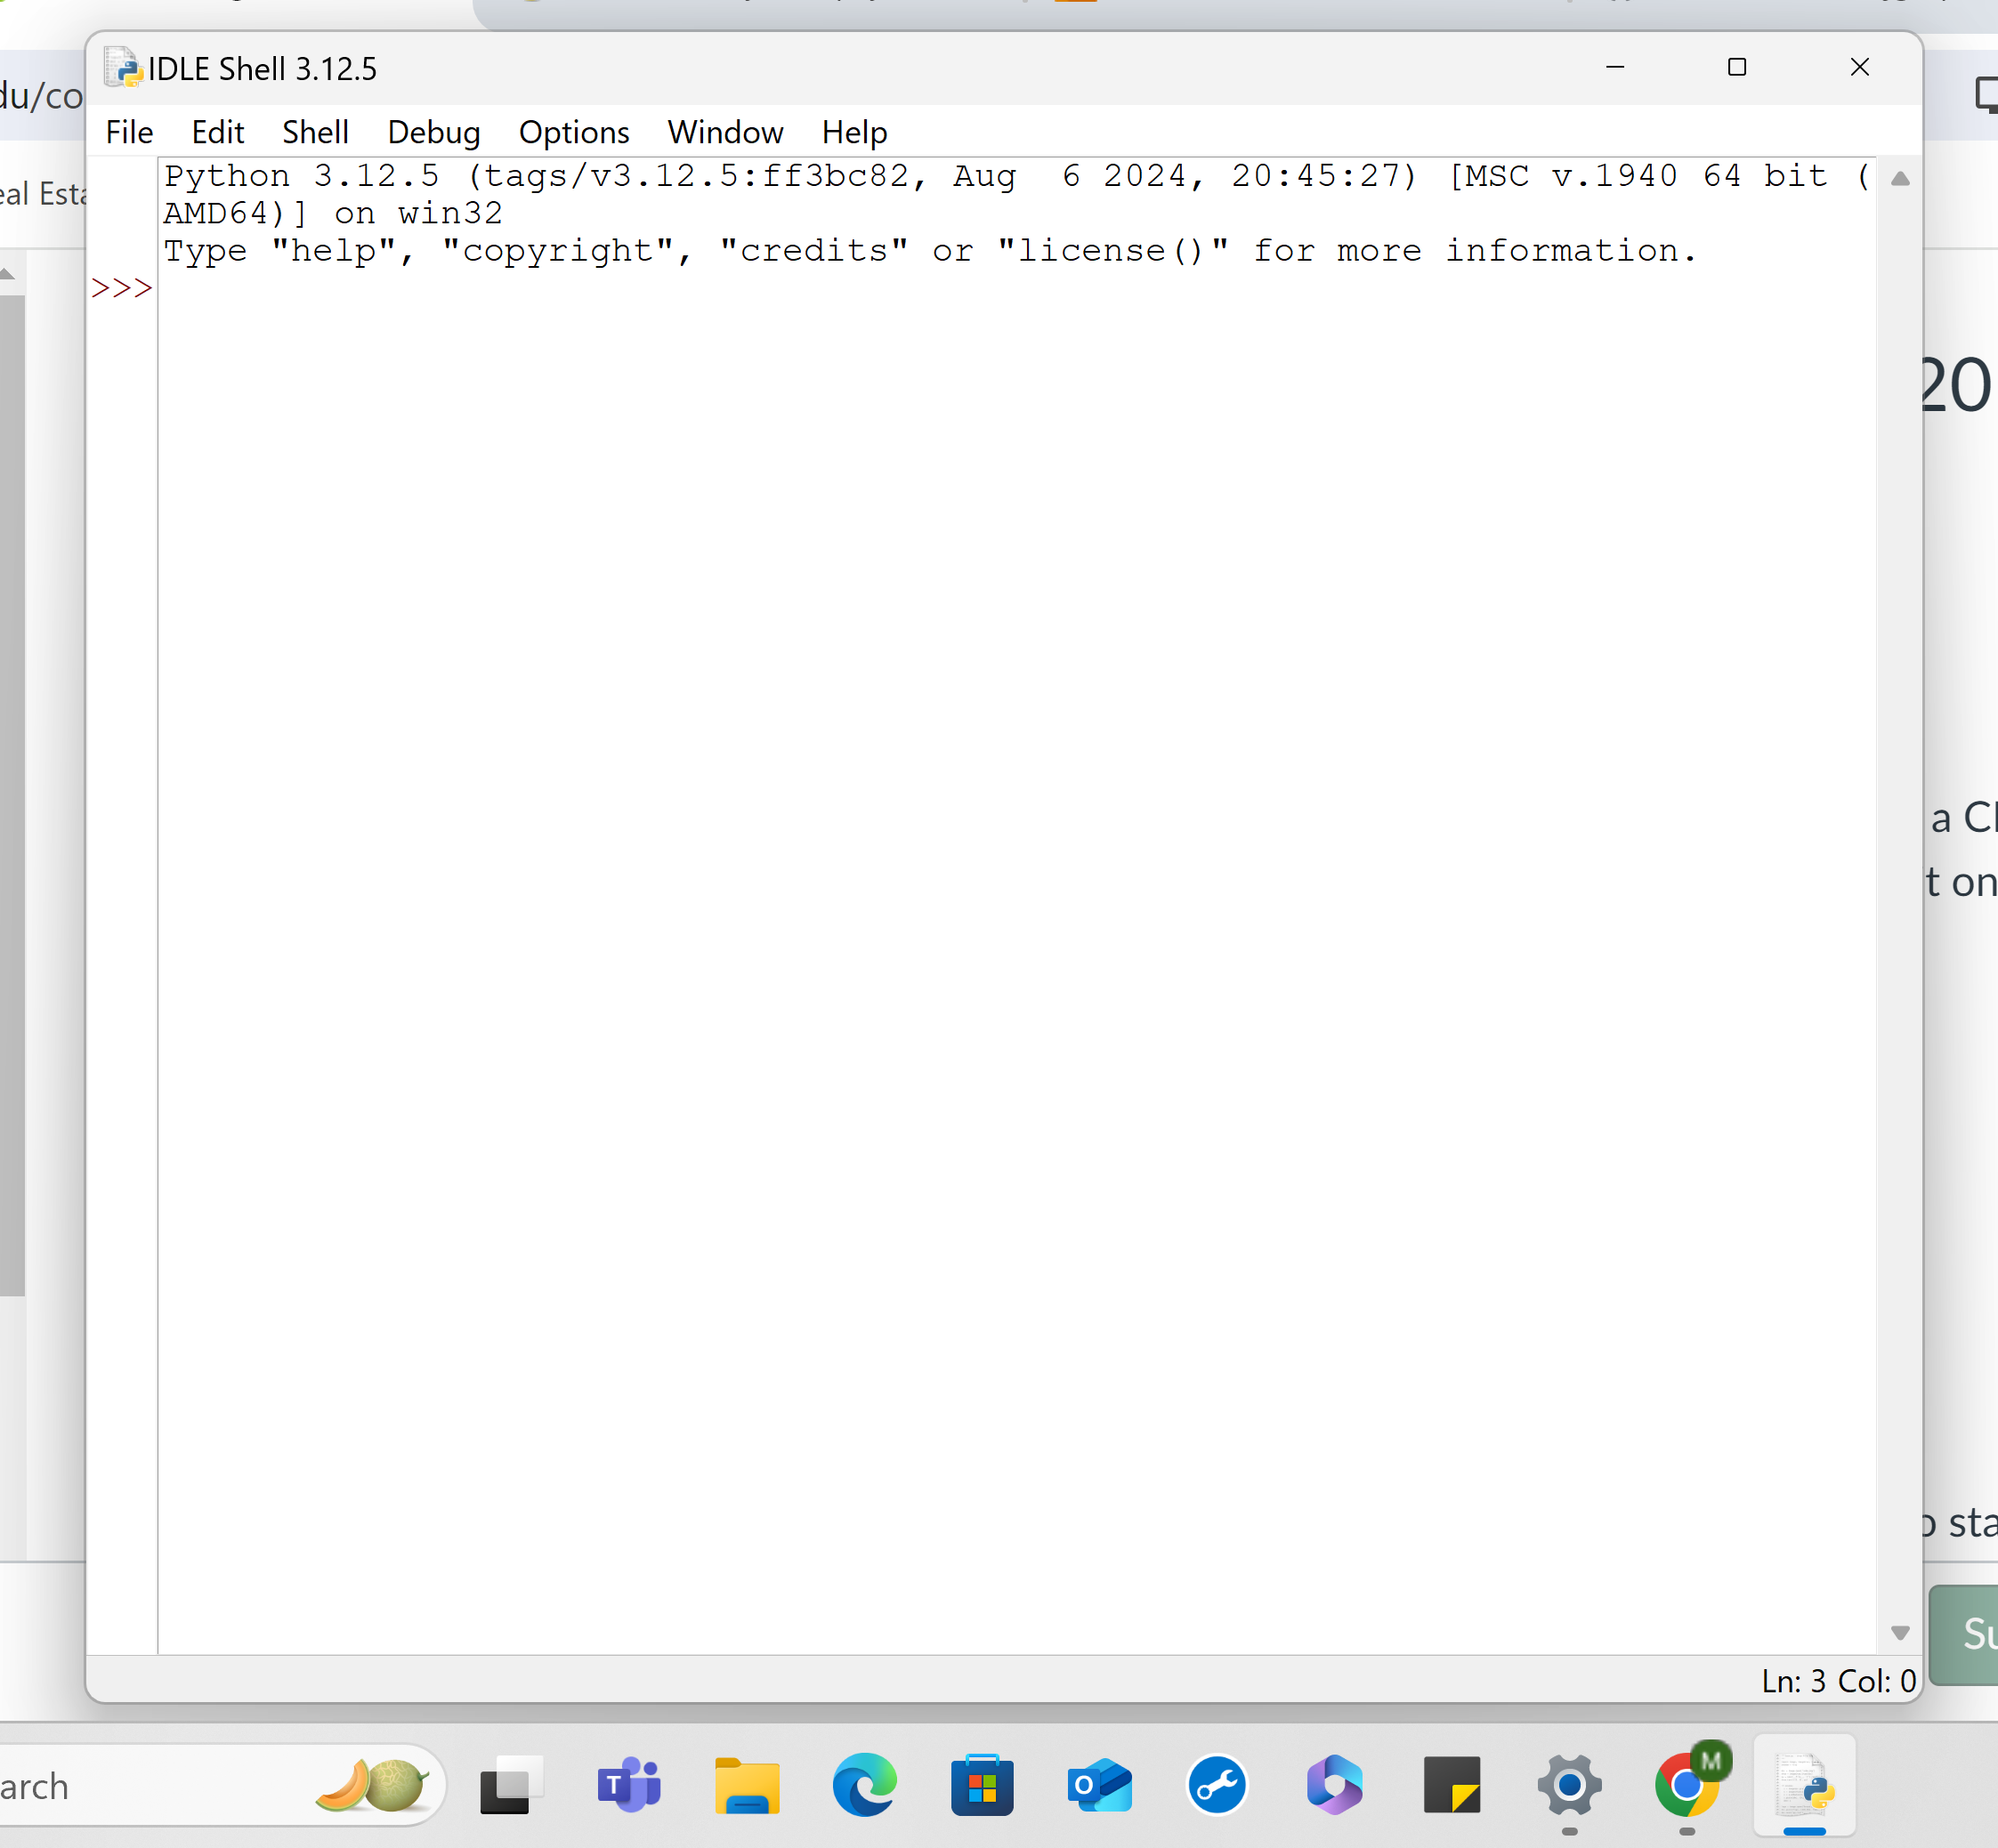 du/co
IDLE Shell 3.12.5
File Edit Shell Debug Options Window Help
eal Esta
Python 3.12.5 (tags/v3.12.5:ff3bc82, Aug  6 2024, 20:45:27) [MSC v.1940 64 bit (
AMD64)] on win32
Type "help", "copyright", "credits" or "license()" for more information.
>>>
20
a Cl
t on
o sta
Su
Ln: 3 Col: 0
arch
T
O
M